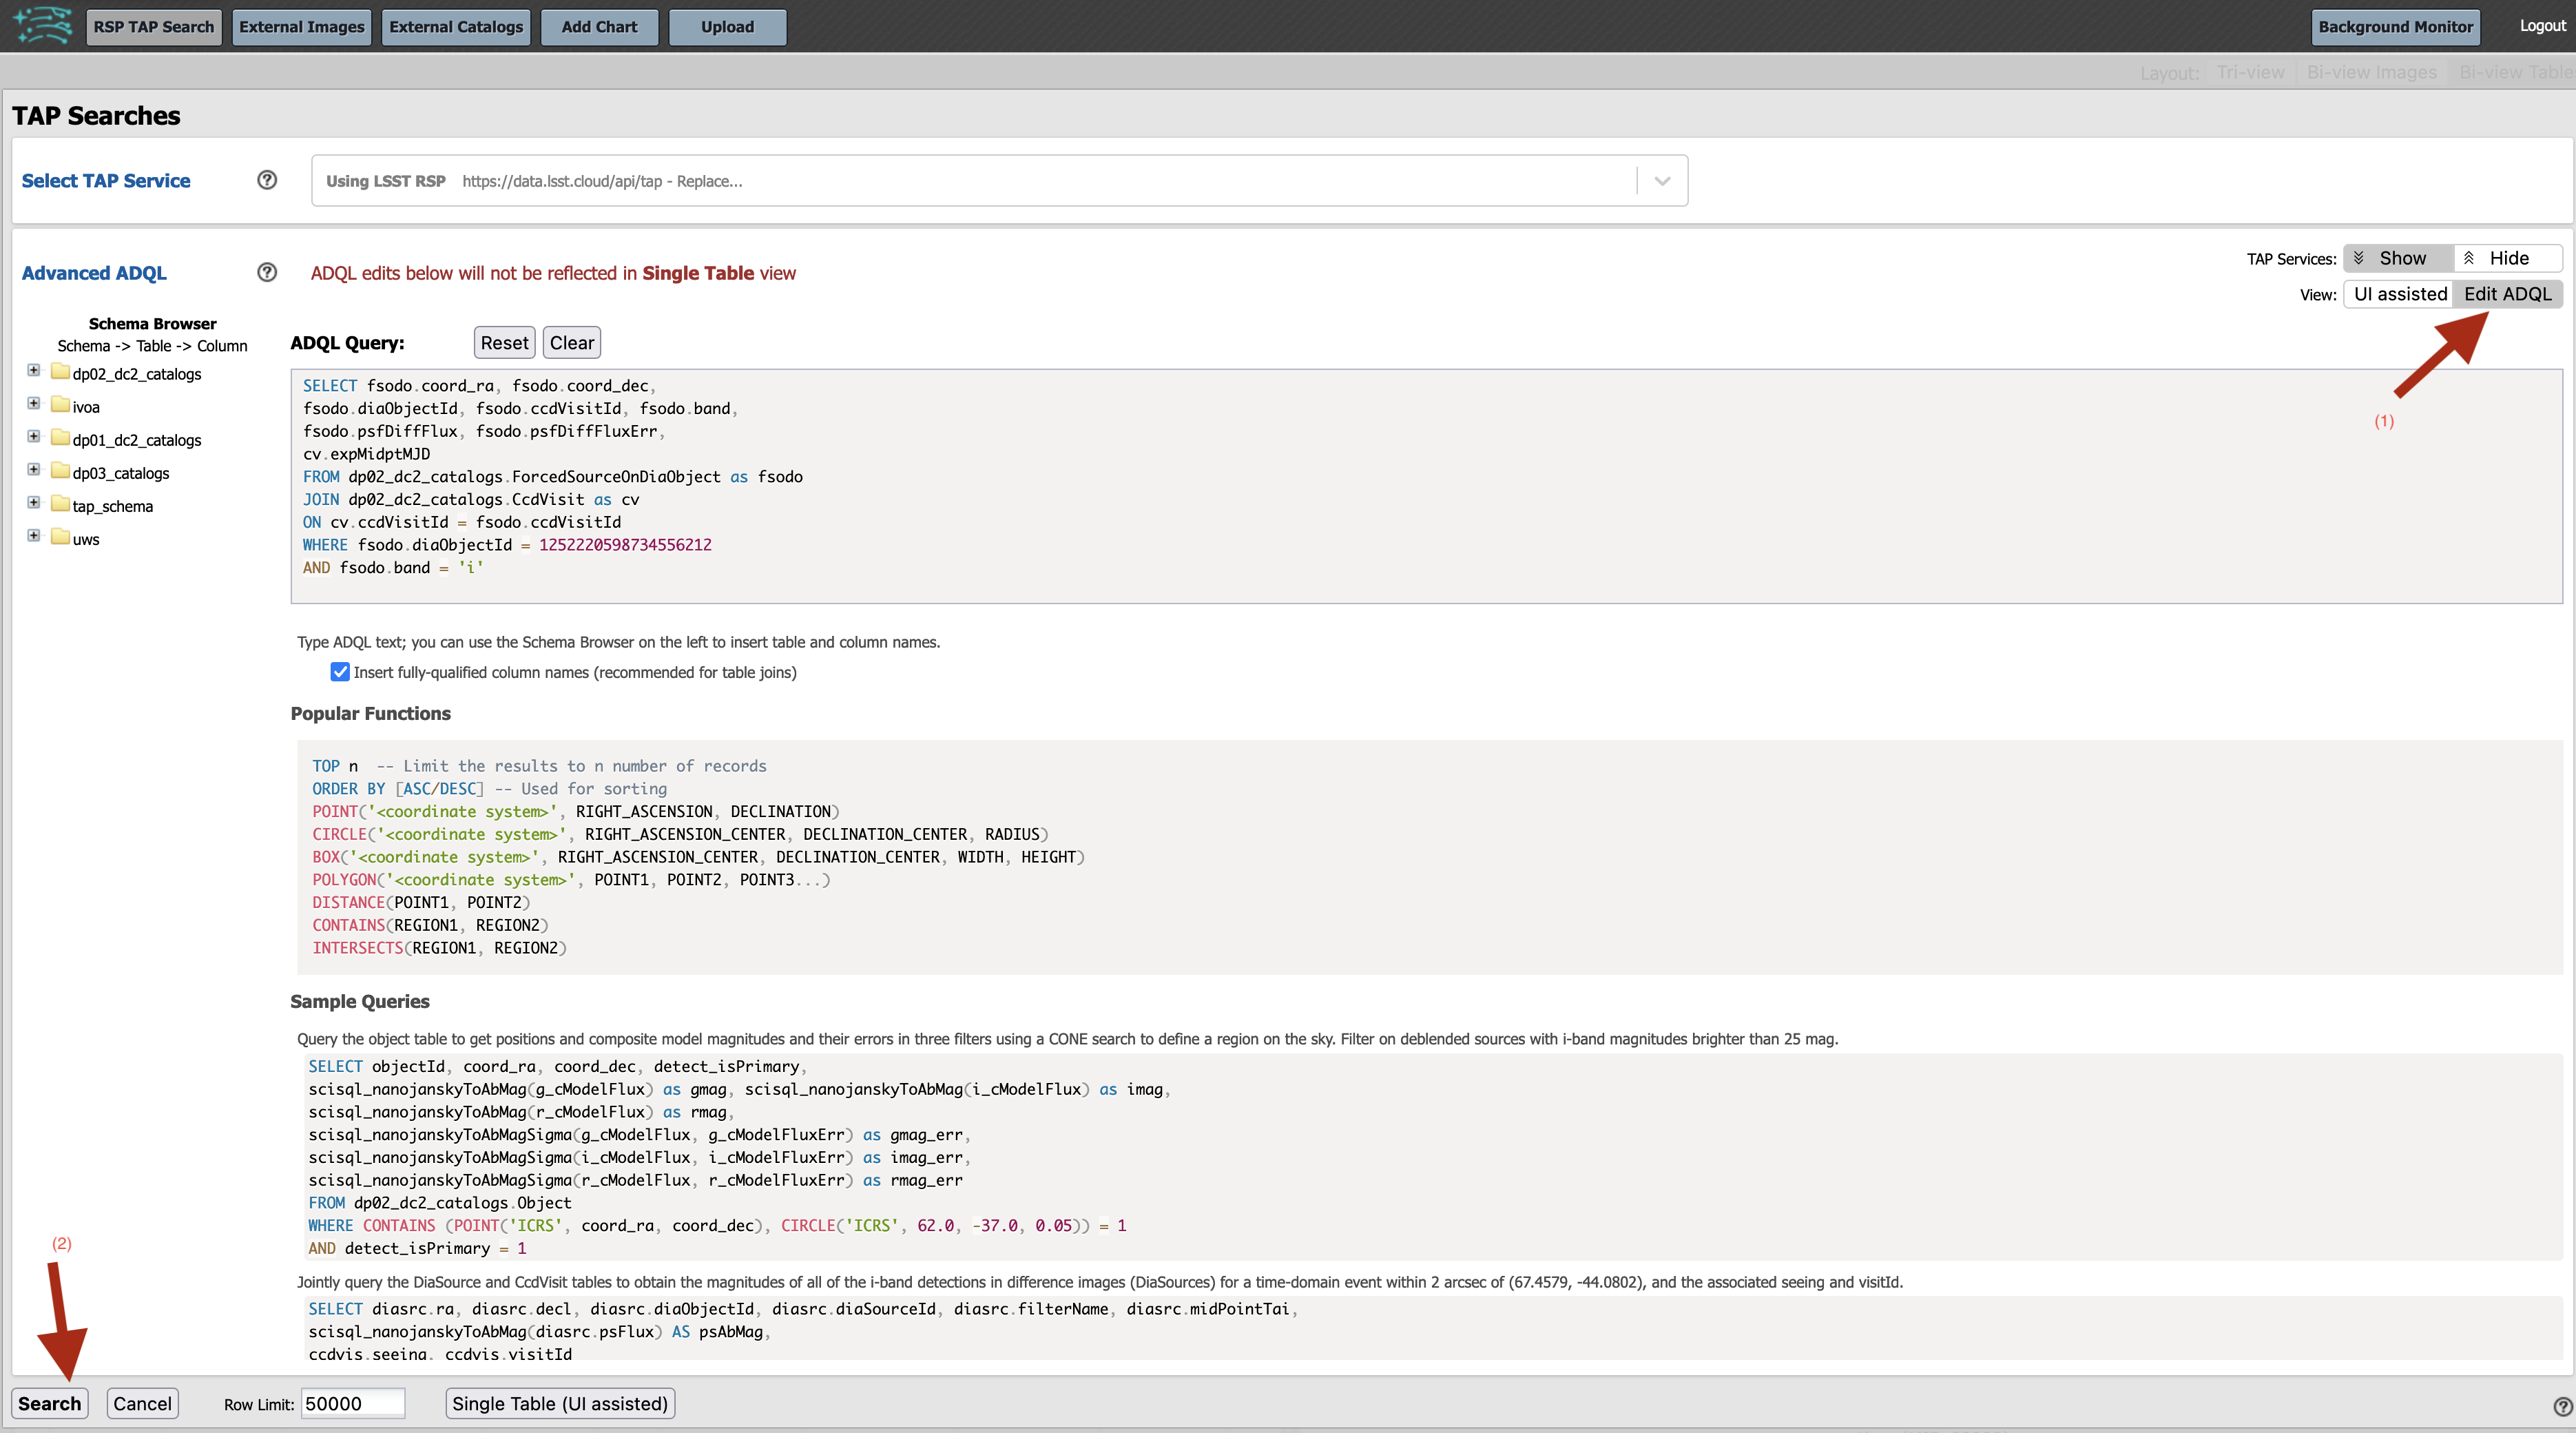 RSP TAP Search External Images External Catalogs Add Chart Upload Background Monitor Logout
Layout: Tri-view Bi-view Images Bi-view Table
TAP Searches
Select TAP Service Using LSST RSP https://data.lsst.cloud/api/tap - Replace...
Advanced ADQL ADQL edits below will not be reflected in Single Table view
TAP Services: Show Hide
View: UI assisted Edit ADQL
(1)
Schema Browser
Schema -> Table -> Column
dp02_dc2_catalogs
ivoa
dp01_dc2_catalogs
dp03_catalogs
tap_schema
uws
ADQL Query: Reset Clear
SELECT fsodo.coord_ra, fsodo.coord_dec,
fsodo.diaObjectId, fsodo.ccdVisitId, fsodo.band,
fsodo.psfDiffFlux, fsodo.psfDiffFluxErr,
cv.expMidptMJD
FROM dp02_dc2_catalogs.ForcedSourceOnDiaObject as fsodo
JOIN dp02_dc2_catalogs.CcdVisit as cv
ON cv.ccdVisitId = fsodo.ccdVisitId
WHERE fsodo.diaObjectId = 1252220598734556212
AND fsodo.band = 'i'
Type ADQL text; you can use the Schema Browser on the left to insert table and column names.
Insert fully-qualified column names (recommended for table joins)
Popular Functions
TOP n -- Limit the results to n number of records
ORDER BY [ASC/DESC] -- Used for sorting
POINT('<coordinate system>', RIGHT_ASCENSION, DECLINATION)
CIRCLE('<coordinate system>', RIGHT_ASCENSION_CENTER, DECLINATION_CENTER, RADIUS)
BOX('<coordinate system>', RIGHT_ASCENSION_CENTER, DECLINATION_CENTER, WIDTH, HEIGHT)
POLYGON('<coordinate system>', POINT1, POINT2, POINT3...)
DISTANCE(POINT1, POINT2)
CONTAINS(REGION1, REGION2)
INTERSECTS(REGION1, REGION2)
Sample Queries
Query the object table to get positions and composite model magnitudes and their errors in three filters using a CONE search to define a region on the sky. Filter on deblended sources with i-band magnitudes brighter than 25 mag.
SELECT objectId, coord_ra, coord_dec, detect_isPrimary,
scisql_nanojanskyToAbMag(g_cModelFlux) as gmag, scisql_nanojanskyToAbMag(i_cModelFlux) as imag,
scisql_nanojanskyToAbMag(r_cModelFlux) as rmag,
scisql_nanojanskyToAbMagSigma(g_cModelFlux, g_cModelFluxErr) as gmag_err,
scisql_nanojanskyToAbMagSigma(i_cModelFlux, i_cModelFluxErr) as imag_err,
scisql_nanojanskyToAbMagSigma(r_cModelFlux, r_cModelFluxErr) as rmag_err
FROM dp02_dc2_catalogs.Object
WHERE CONTAINS (POINT('ICRS', coord_ra, coord_dec), CIRCLE('ICRS', 62.0, -37.0, 0.05)) = 1
AND detect_isPrimary = 1
Jointly query the DiaSource and CcdVisit tables to obtain the magnitudes of all of the i-band detections in difference images (DiaSources) for a time-domain event within 2 arcsec of (67.4579, -44.0802), and the associated seeing and visitId.
SELECT diasrc.ra, diasrc.decl, diasrc.diaObjectId, diasrc.diaSourceId, diasrc.filterName, diasrc.midPointTai,
scisql_nanojanskyToAbMag(diasrc.psFlux) AS psAbMag,
ccdvis.seeing, ccdvis.visitId
(2)
Search Cancel Row Limit: 50000 Single Table (UI assisted)